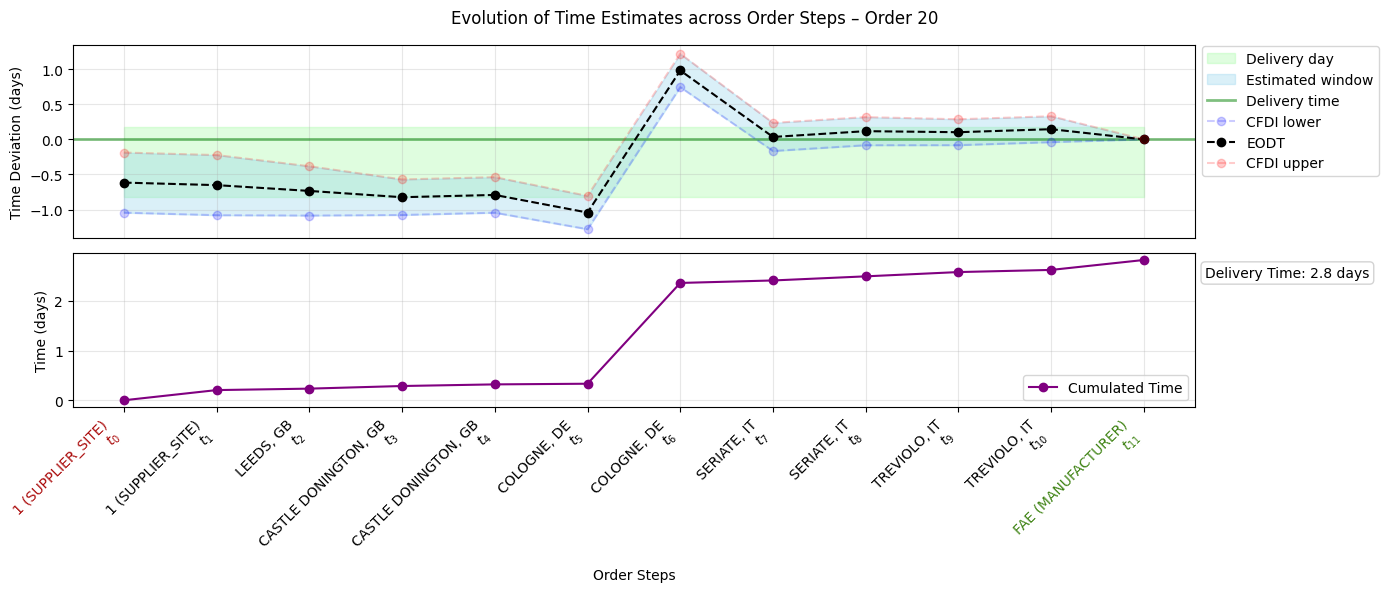 Evolution of Time Estimates across Order Steps – Order 20
Time Deviation (days)
1.0
0.5
0.0
−0.5
−1.0
Delivery day
Estimated window
Delivery time
CFDI lower
EODT
CFDI upper
Time (days)
2
1
0
Cumulated Time
Delivery Time: 2.8 days
1 (SUPPLIER_SITE)
t0
1 (SUPPLIER_SITE)
t1
LEEDS, GB
t2
CASTLE DONINGTON, GB
t3
CASTLE DONINGTON, GB
t4
COLOGNE, DE
t5
COLOGNE, DE
t6
SERIATE, IT
t7
SERIATE, IT
t8
TREVIOLO, IT
t9
TREVIOLO, IT
t10
FAE (MANUFACTURER)
t11
Order Steps